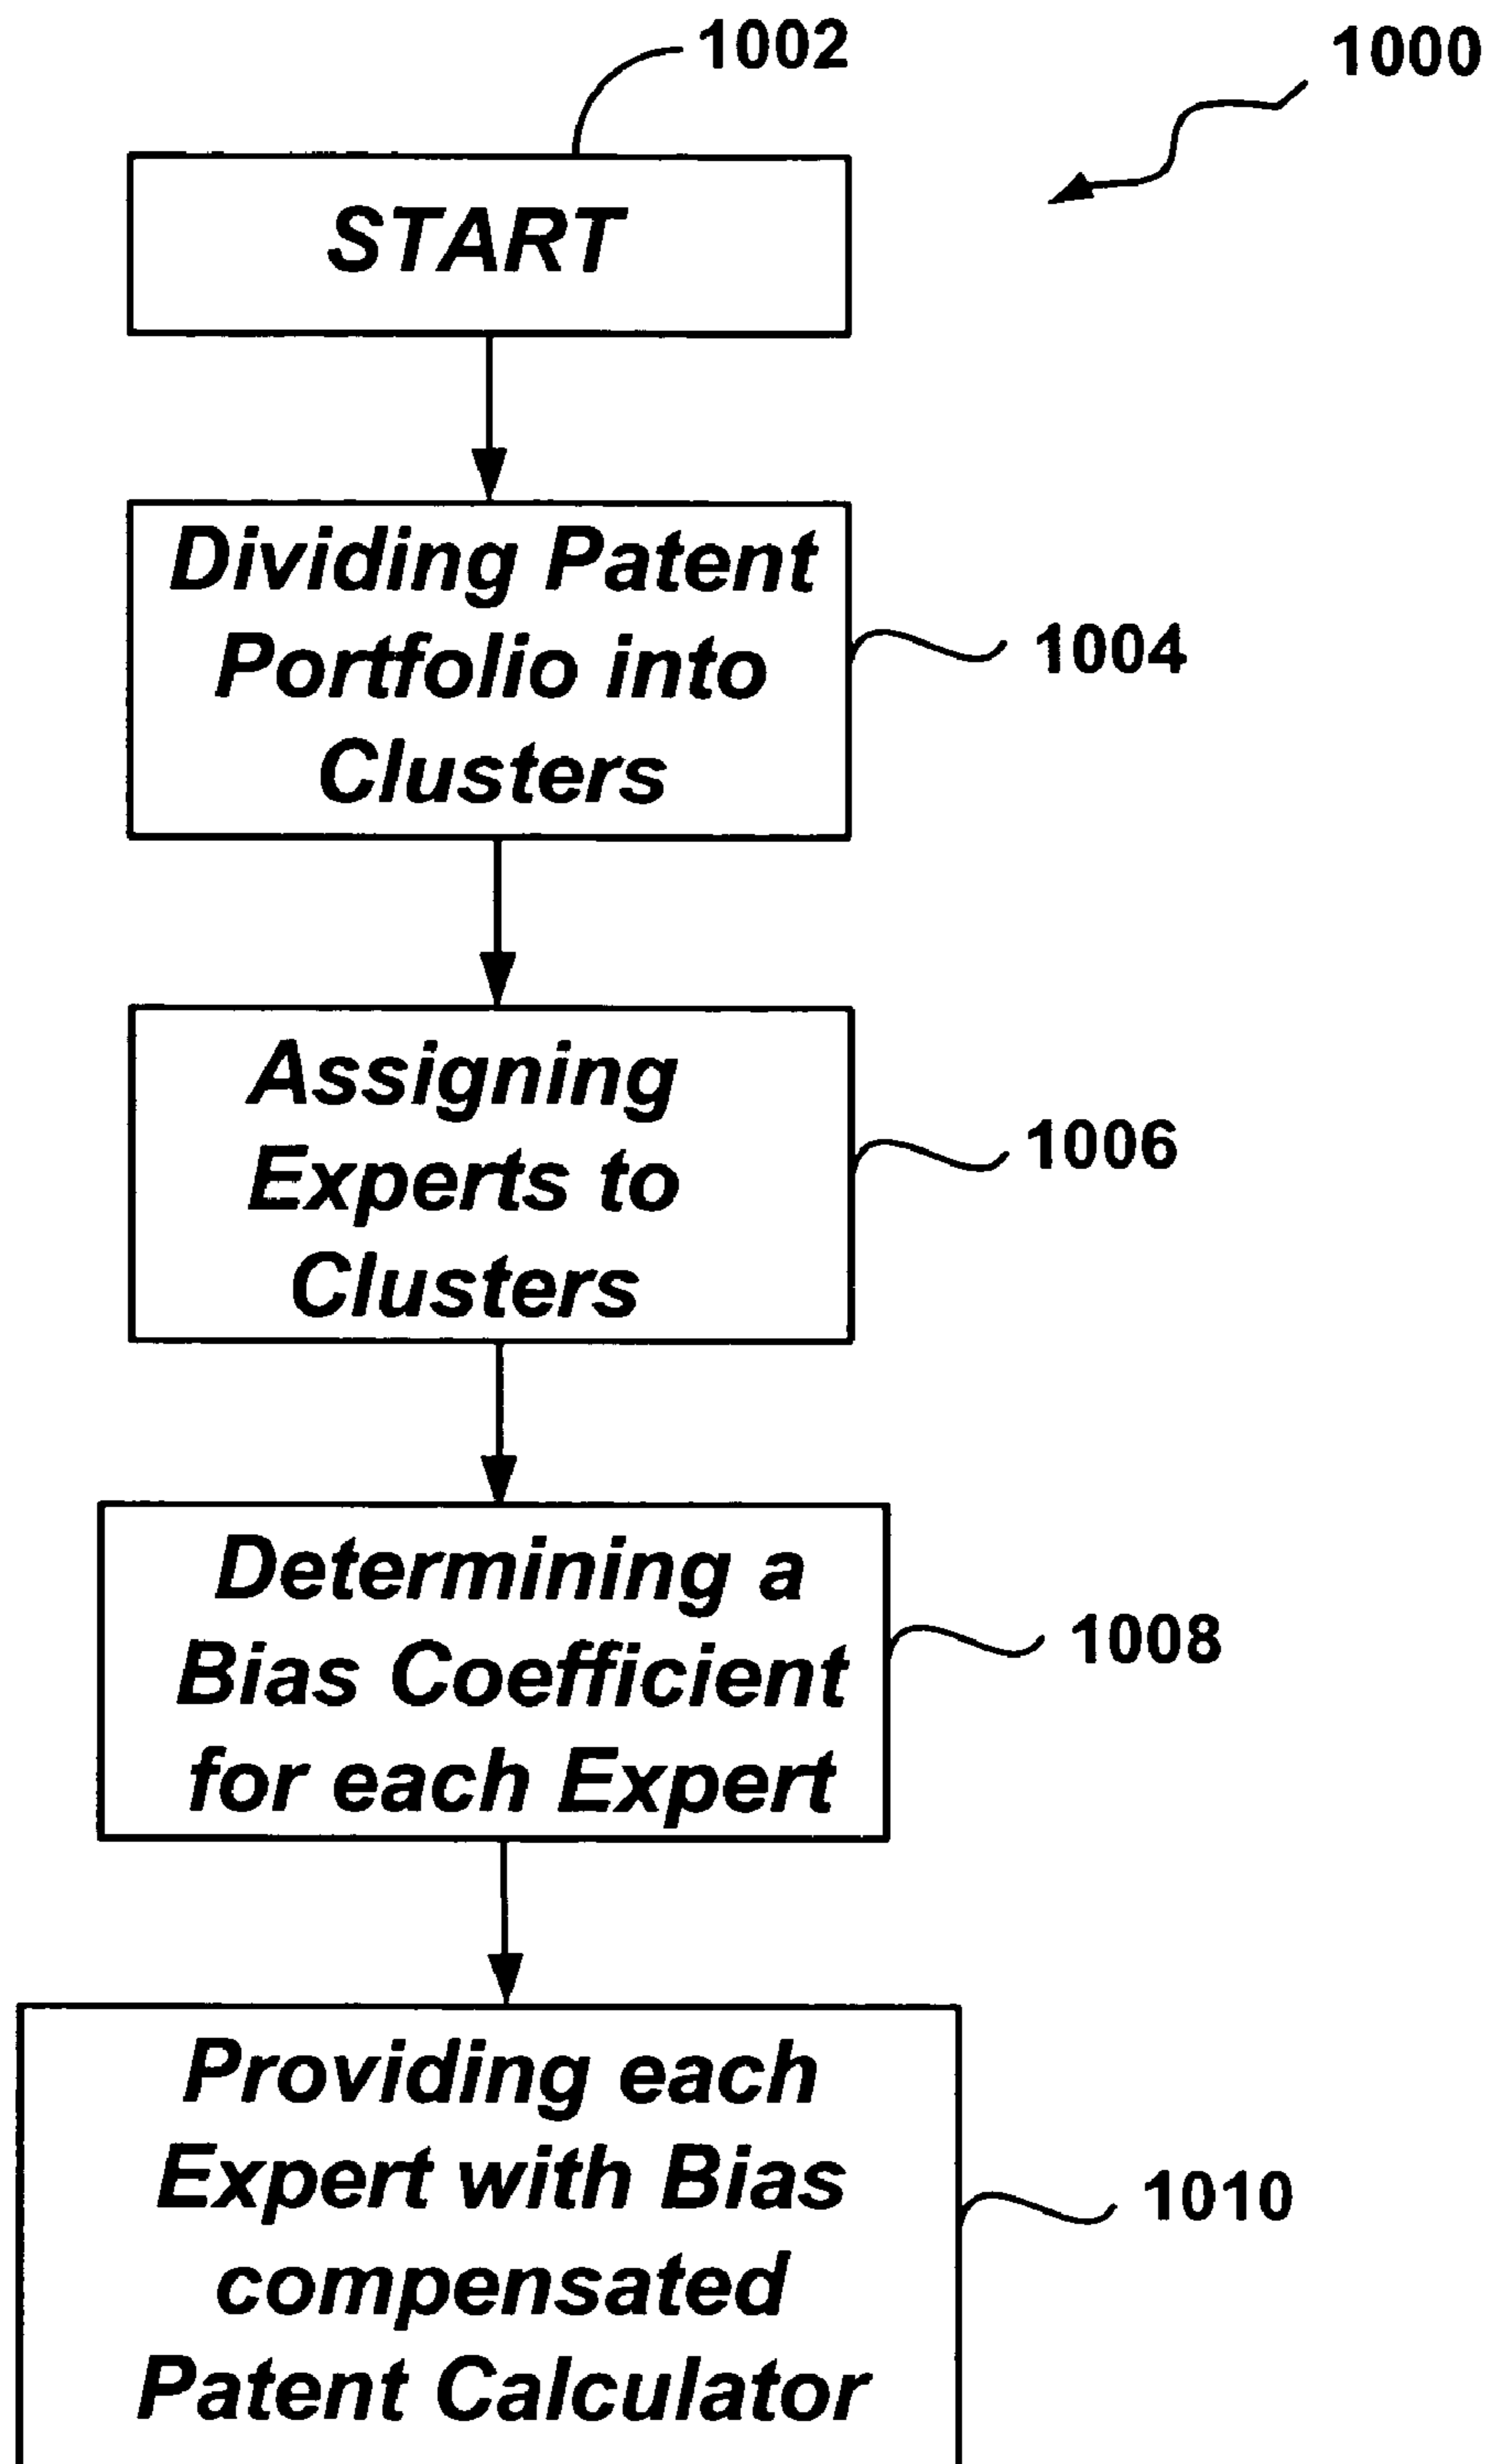 1002
1000
START
Dividing Patent
Portfolio into
Clusters
1004
Assigning
Experts to
Clusters
1006
Determining a
Bias Coefficient
for each Expert
1008
Providing each
Expert with Bias
compensated
Patent Calculator
1010